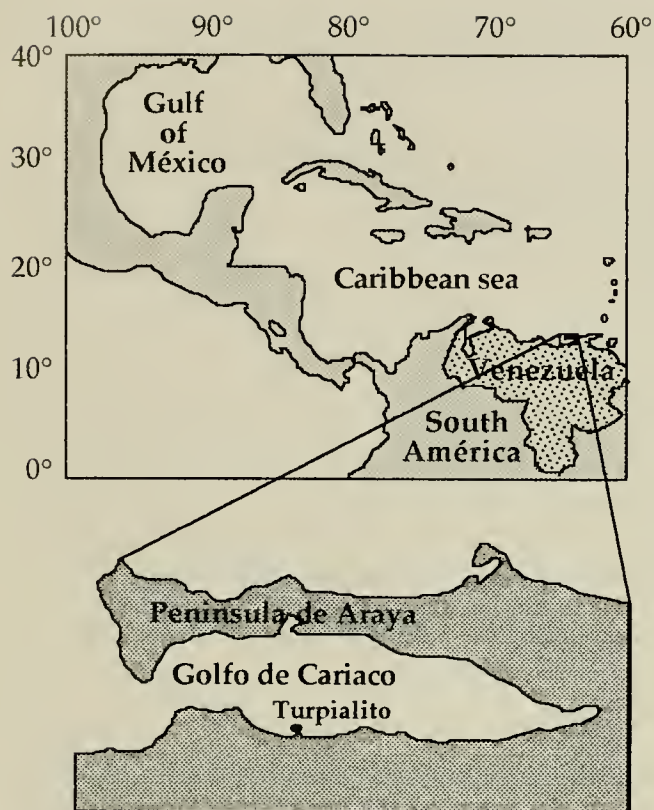 100° 90° 80° 70° 60°
40°
30°
20°
10°
0°
Gulf
of
México
Caribbean sea
Venezuela
South
América
Península de Araya
Golfo de Cariaco
Turpialito